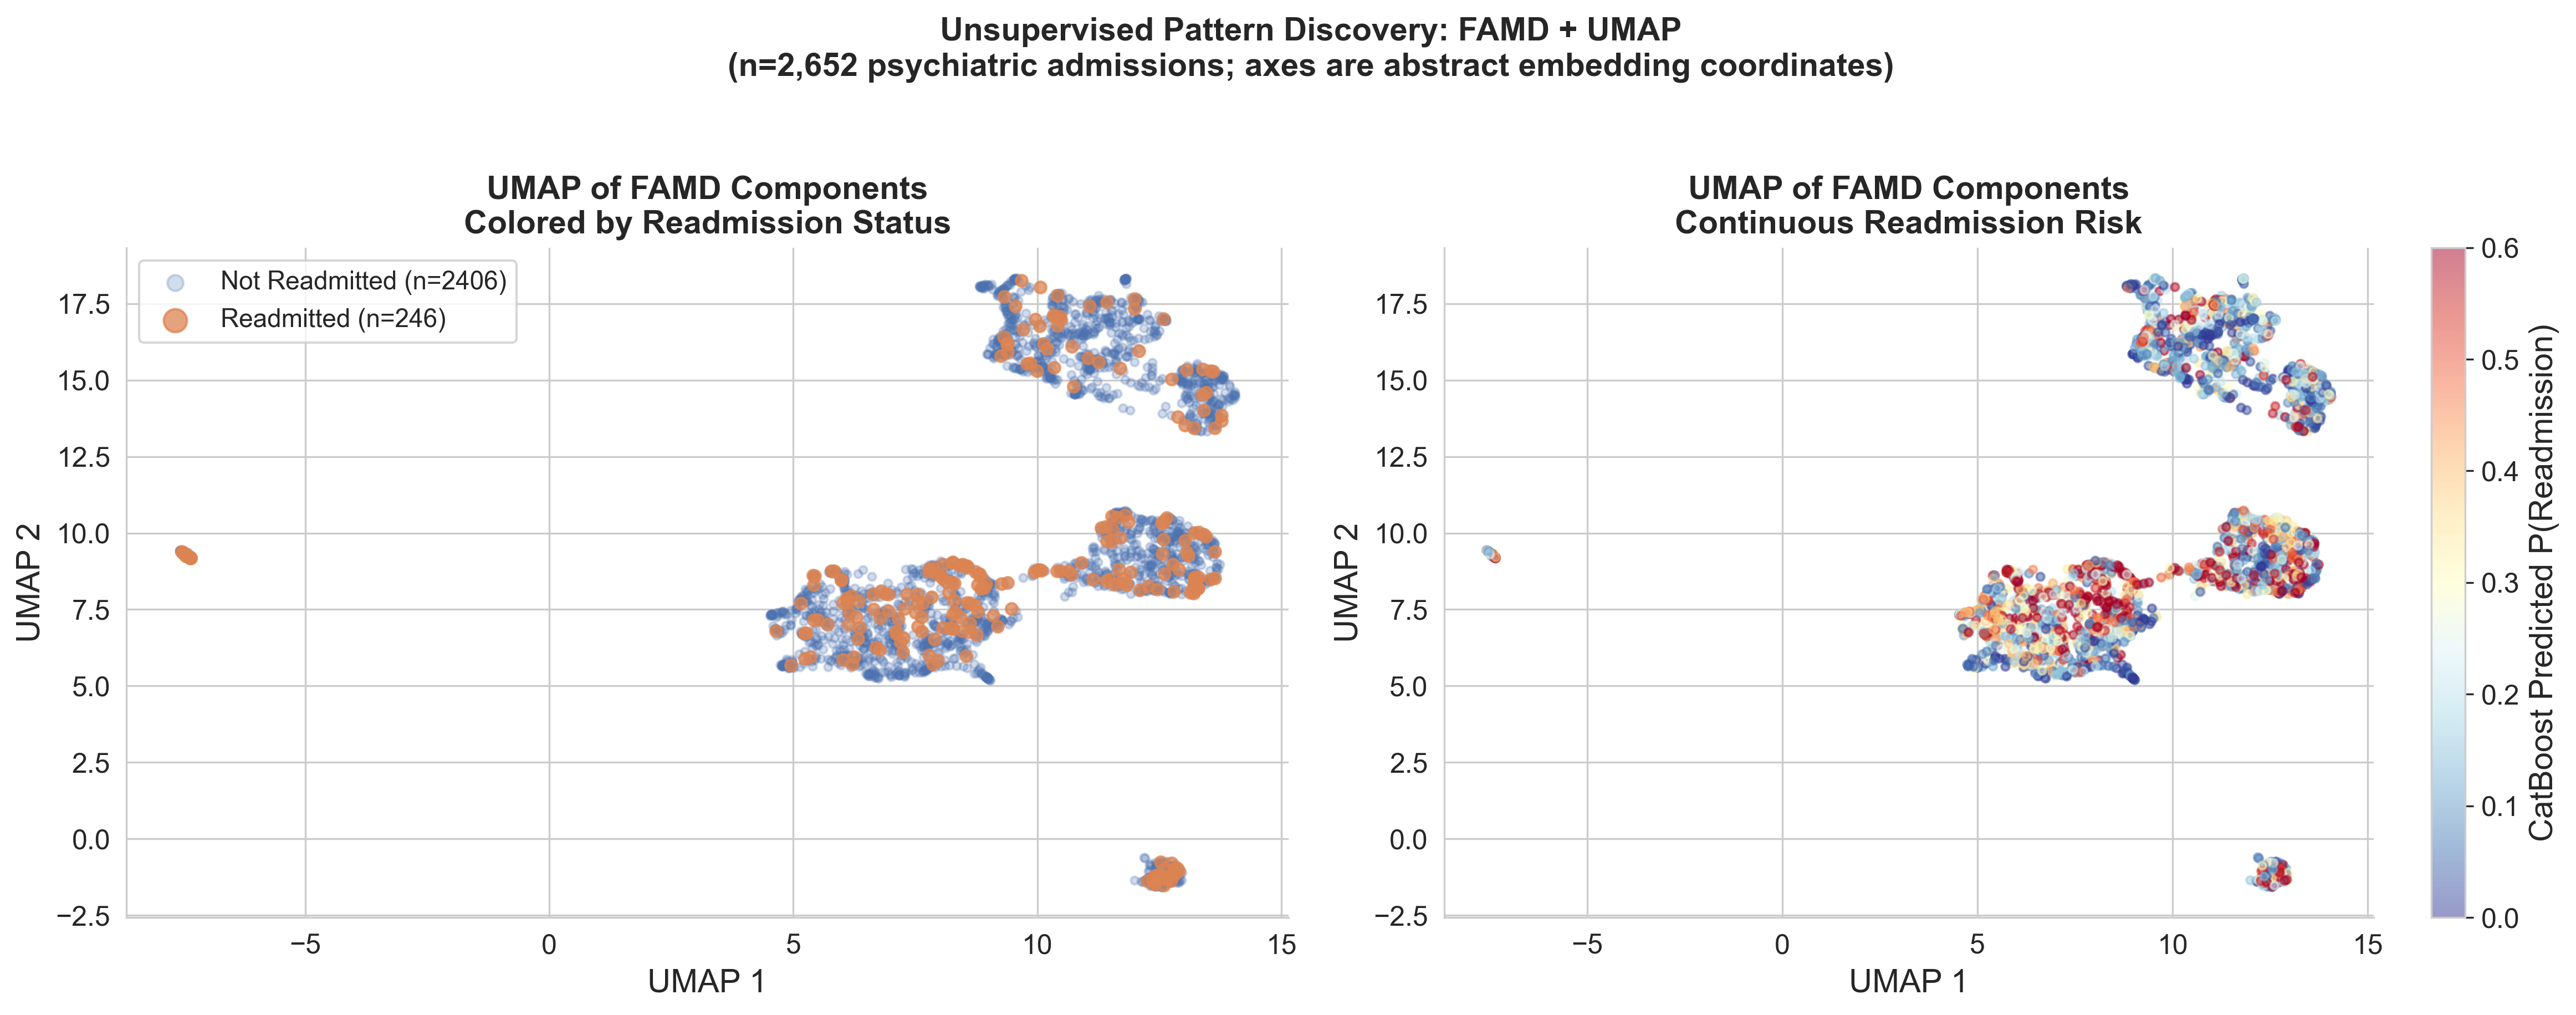 Unsupervised Pattern Discovery: FAMD + UMAP
(n=2,652 psychiatric admissions; axes are abstract embedding coordinates)
UMAP of FAMD Components
Colored by Readmission Status
Not Readmitted (n=2406)
Readmitted (n=246)
17.5
15.0
12.5
10.0
7.5
5.0
2.5
0.0
−2.5
UMAP 2
−5
0
5
10
15
UMAP 1
UMAP of FAMD Components
Continuous Readmission Risk
17.5
15.0
12.5
10.0
7.5
5.0
2.5
0.0
−2.5
UMAP 2
−5
0
5
10
15
UMAP 1
0.6
0.5
0.4
0.3
0.2
0.1
0.0
CatBoost Predicted P(Readmission)